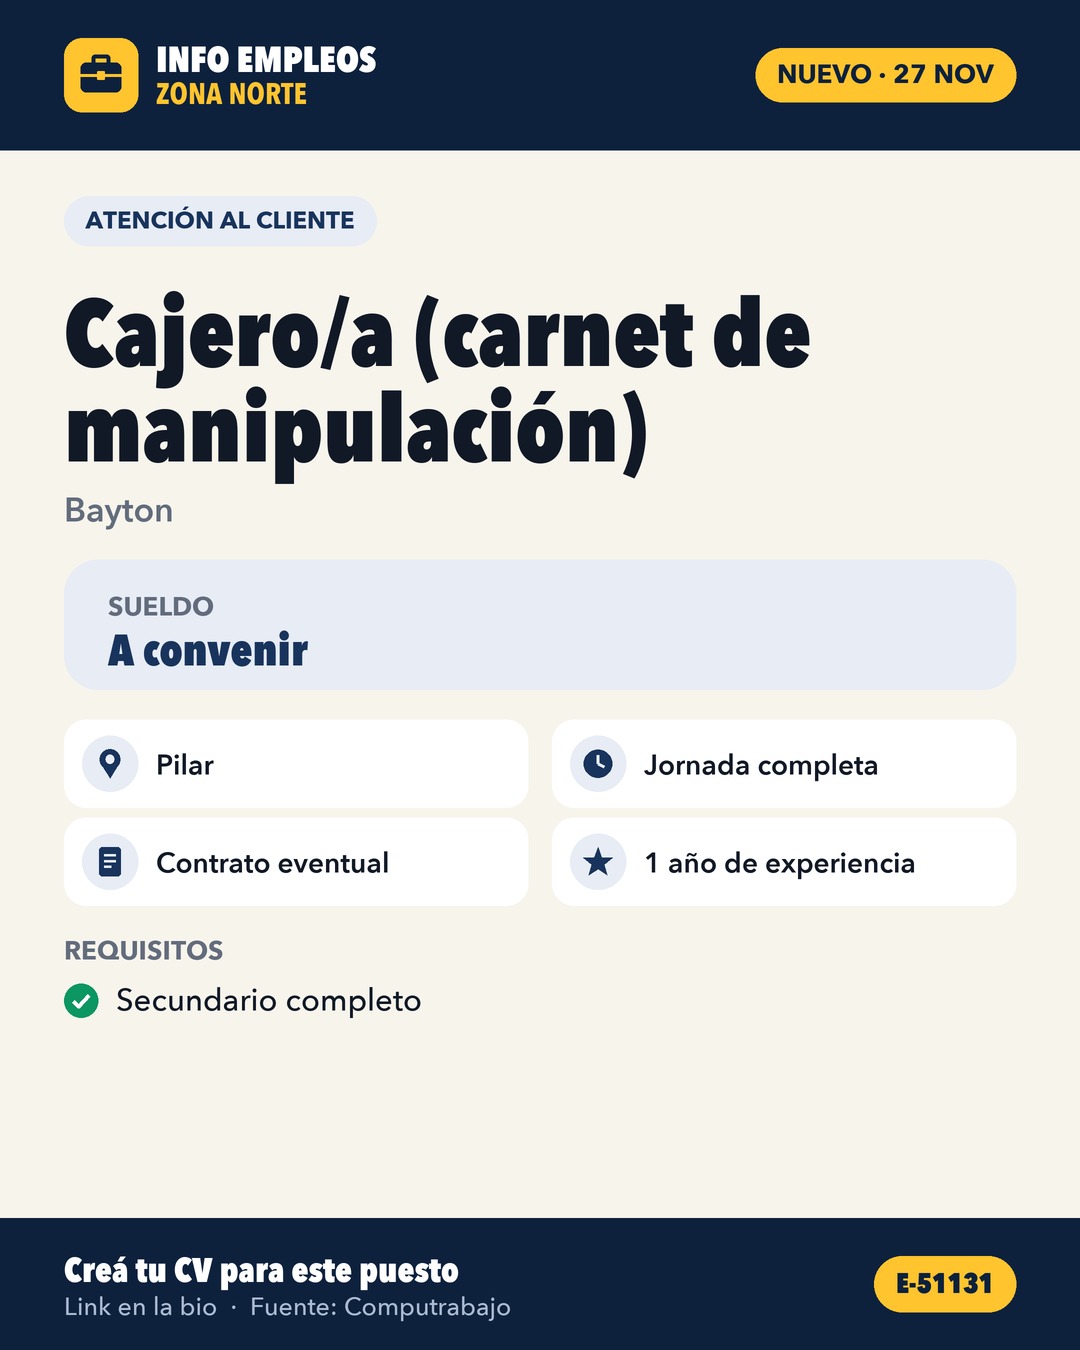 INFO EMPLEOS
ZONA NORTE
NUEVO · 27 NOV
ATENCIÓN AL CLIENTE
Cajero/a (carnet de
manipulación)
Bayton
SUELDO
A convenir
Pilar
Jornada completa
Contrato eventual
1 año de experiencia
REQUISITOS
Secundario completo
Creá tu CV para este puesto
Link en la bio · Fuente: Computrabajo
E-51131